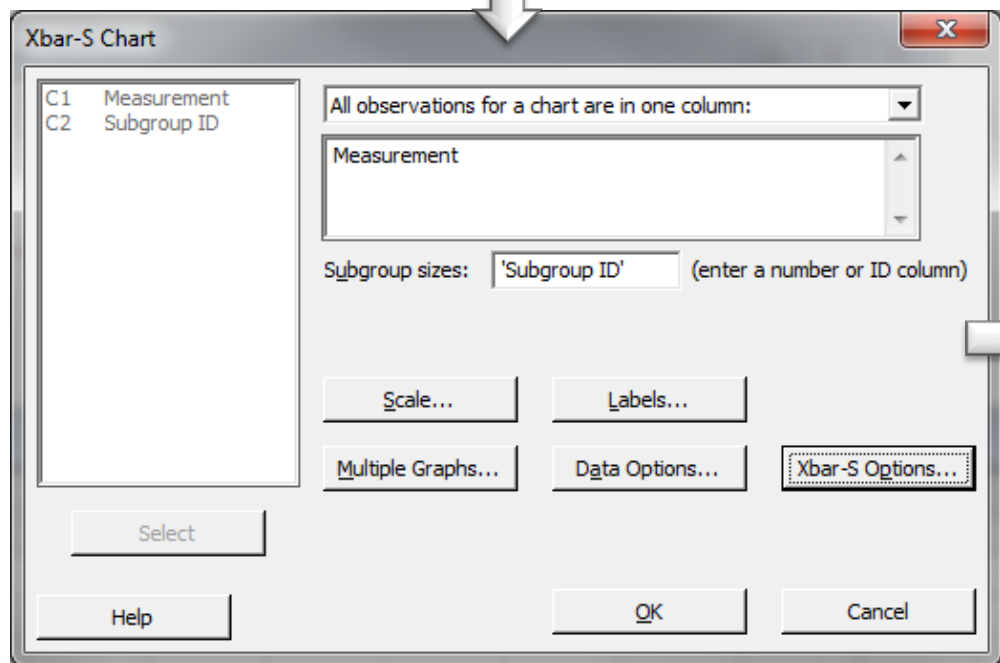 Xbar-S Chart
C1 Measurement
C2 Subgroup ID
All observations for a chart are in one column:
Measurement
Subgroup sizes: 'Subgroup ID' (enter a number or ID column)
Scale... Labels...
Multiple Graphs... Data Options... Xbar-S Options...
Select
Help OK Cancel